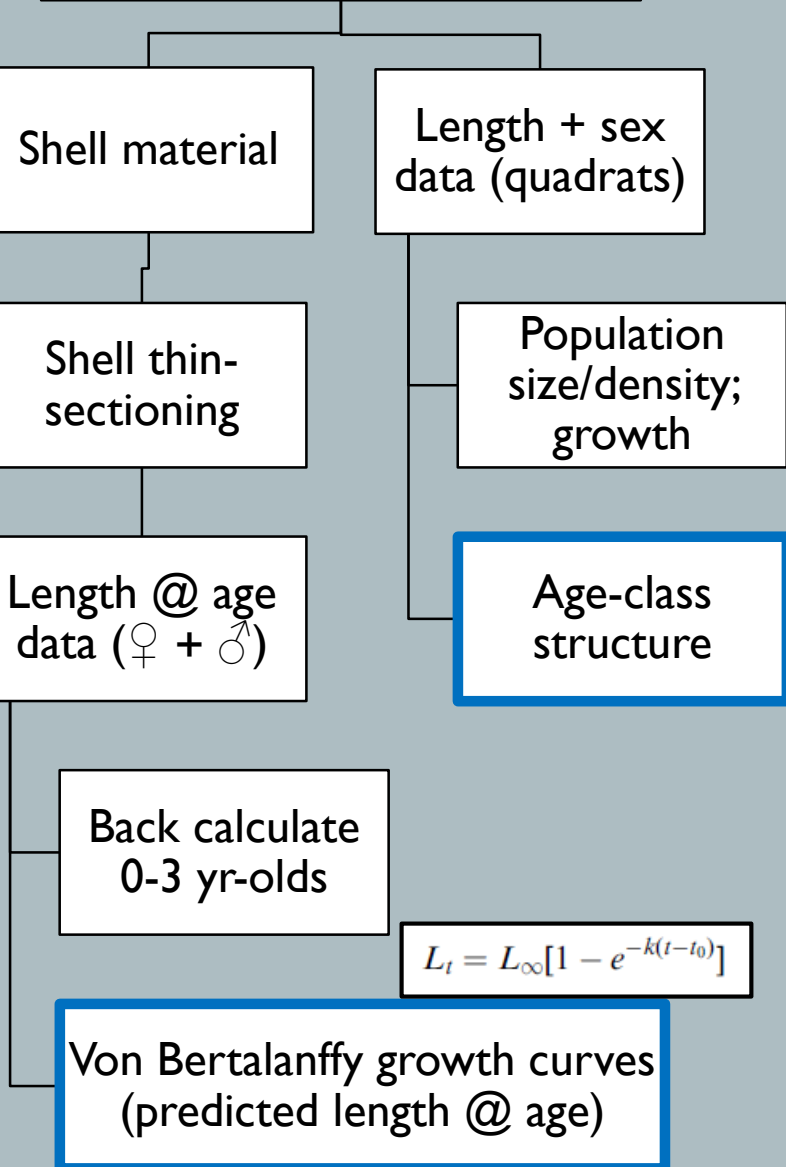 Shell material
Length + sex
data (quadrats)
Shell thin-
sectioning
Population
size/density;
growth
Length @ age
data (♀ + ♂)
Age-class
structure
Back calculate
0-3 yr-olds
L_t = L_∞[1 − e^{−k(t−t_0)}]
Von Bertalanffy growth curves
(predicted length @ age)